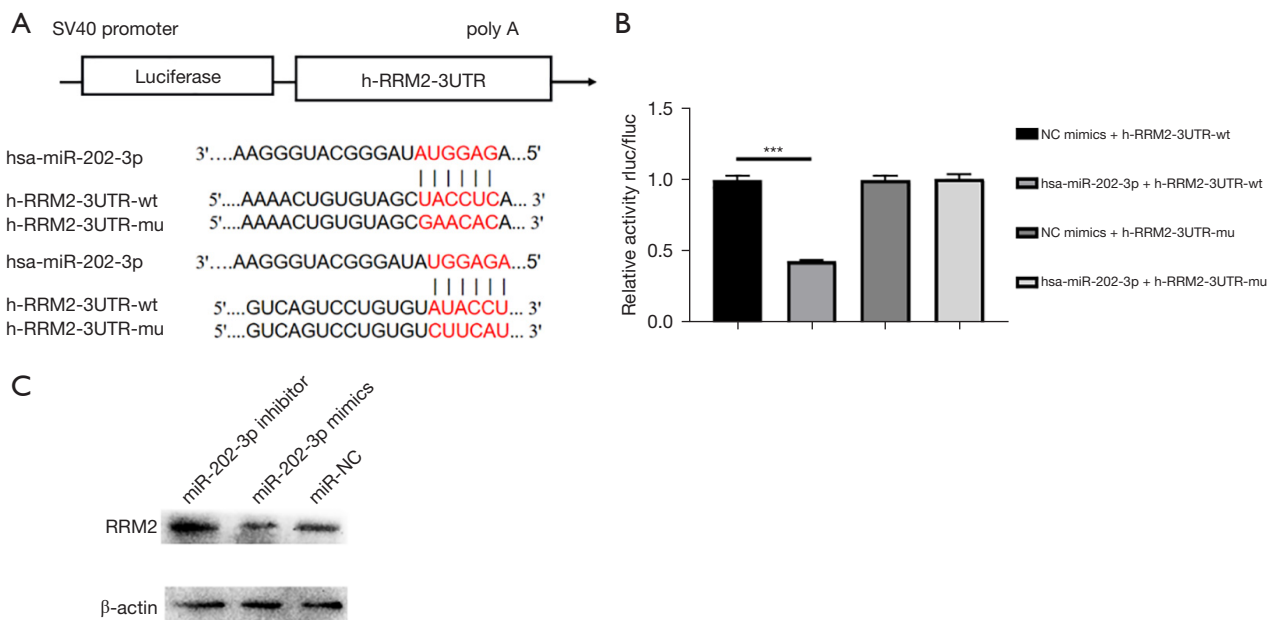 A
SV40 promoter poly A
Luciferase h-RRM2-3UTR
hsa-miR-202-3p 3'....AAGGGUACGGGAUAUGGAGA...5'
h-RRM2-3UTR-wt 5'....AAAACUGUGUAGCUACCUCA... 3'
h-RRM2-3UTR-mu 5'....AAAACUGUGUAGCGAACACA... 3'
hsa-miR-202-3p 3'....AAGGGUACGGGAUAUGGAGA...5'
h-RRM2-3UTR-wt 5'....GUCAGUCCUGUGUAUACCU... 3'
h-RRM2-3UTR-mu 5'....GUCAGUCCUGUGUCUUCAU... 3'
B
Relative activity rluc/fluc
1.5
1.0
0.5
0.0
***
NC mimics + h-RRM2-3UTR-wt
hsa-miR-202-3p + h-RRM2-3UTR-wt
NC mimics + h-RRM2-3UTR-mu
hsa-miR-202-3p + h-RRM2-3UTR-mu
C
miR-202-3p inhibitor
miR-202-3p mimics
miR-NC
RRM2
β-actin